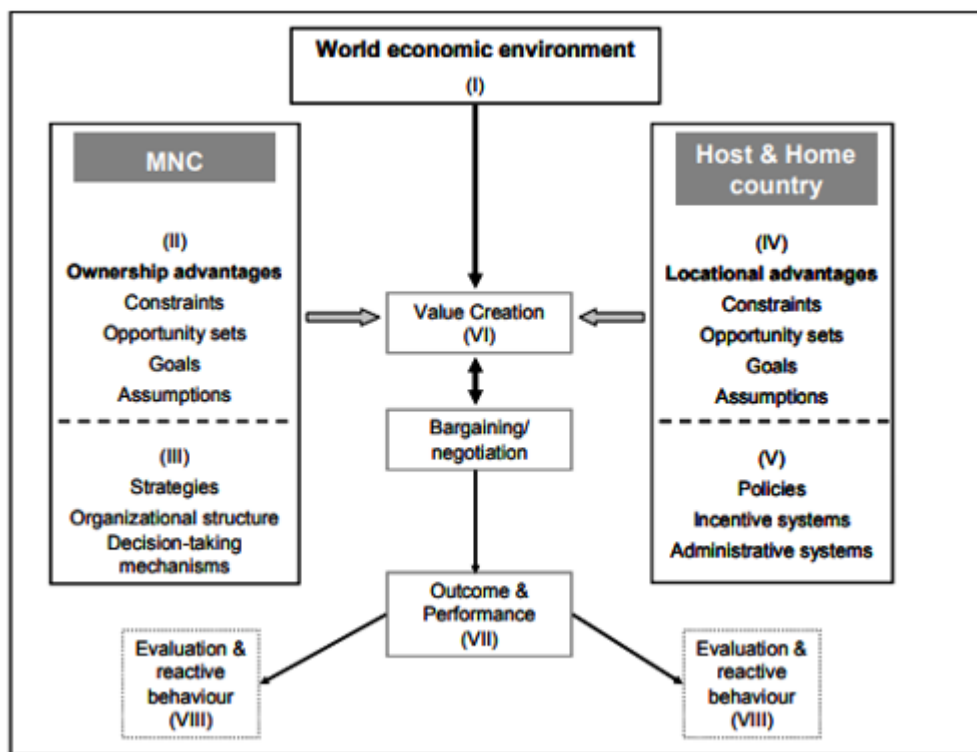 World economic environment
(I)
MNC
(II)
Ownership advantages
Constraints
Opportunity sets
Goals
Assumptions
(III)
Strategies
Organizational structure
Decision-taking
mechanisms
Host & Home
country
(IV)
Locational advantages
Constraints
Opportunity sets
Goals
Assumptions
(V)
Policies
Incentive systems
Administrative systems
Value Creation
(VI)
Bargaining/
negotiation
Outcome &
Performance
(VII)
Evaluation &
reactive
behaviour
(VIII)
Evaluation &
reactive
behaviour
(VIII)